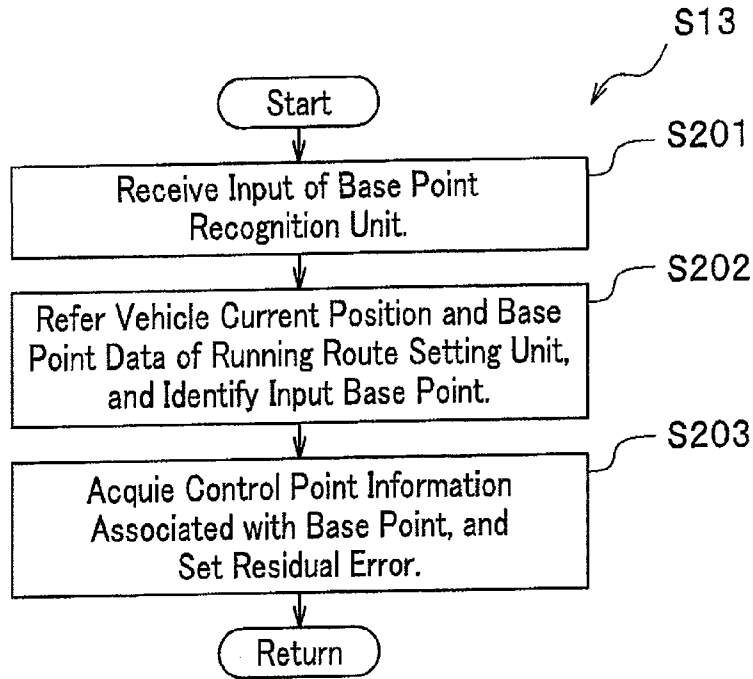 S13
Start
S201
Receive Input of Base Point
Recognition Unit.
S202
Refer Vehicle Current Position and Base
Point Data of Running Route Setting Unit,
and Identify Input Base Point.
S203
Acquie Control Point Information
Associated with Base Point, and
Set Residual Error.
Return